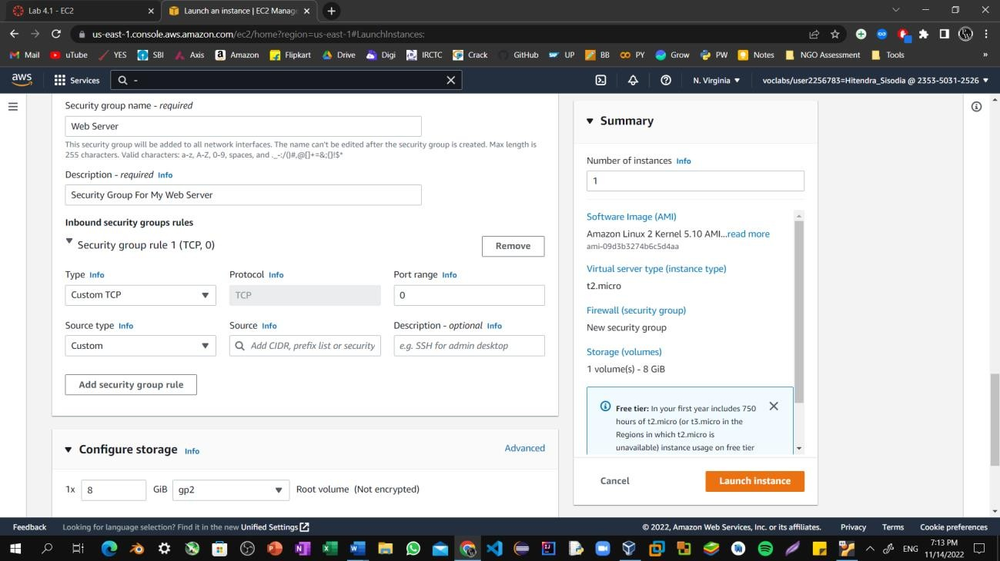 Lab 4.1 - EC2
Launch an instance | EC2 Manage
us-east-1.console.aws.amazon.com/ec2/home?region=us-east-1#LaunchInstances:
Mail uTube YES SBI Axis Amazon Flipkart Drive Digi IRCTC Crack GitHub UP BB PY Grow PW Notes NGO Assessment Tools »
aws Services - N. Virginia voclabs/user2256783=Hitendra_Sisodia @ 2353-5031-2526
Security group name - required
Web Server
This security group will be added to all network interfaces. The name can't be edited after the security group is created. Max length is
255 characters. Valid characters: a-z, A-Z, 0-9, spaces, and ._-:/()#,@[]+=&;{}!$*
Description - required Info
Security Group For My Web Server
Inbound security groups rules
Security group rule 1 (TCP, 0)
Remove
Type Info Protocol Info Port range Info
Custom TCP TCP 0
Source type Info Source Info Description - optional Info
Custom Add CIDR, prefix list or security e.g. SSH for admin desktop
Add security group rule
Configure storage Info
Advanced
1x 8 GiB gp2 Root volume (Not encrypted)
Summary
Number of instances Info
1
Software Image (AMI)
Amazon Linux 2 Kernel 5.10 AMI...read more
ami-09d3b3274b6c5d4aa
Virtual server type (instance type)
t2.micro
Firewall (security group)
New security group
Storage (volumes)
1 volume(s) - 8 GiB
Free tier: In your first year includes 750
hours of t2.micro (or t3.micro in the
Regions in which t2.micro is
unavailable) instance usage on free tier
Cancel
Launch instance
Feedback Looking for language selection? Find it in the new Unified Settings © 2022, Amazon Web Services, Inc. or its affiliates. Privacy Terms Cookie preferences
ENG 7:13 PM
11/14/2022